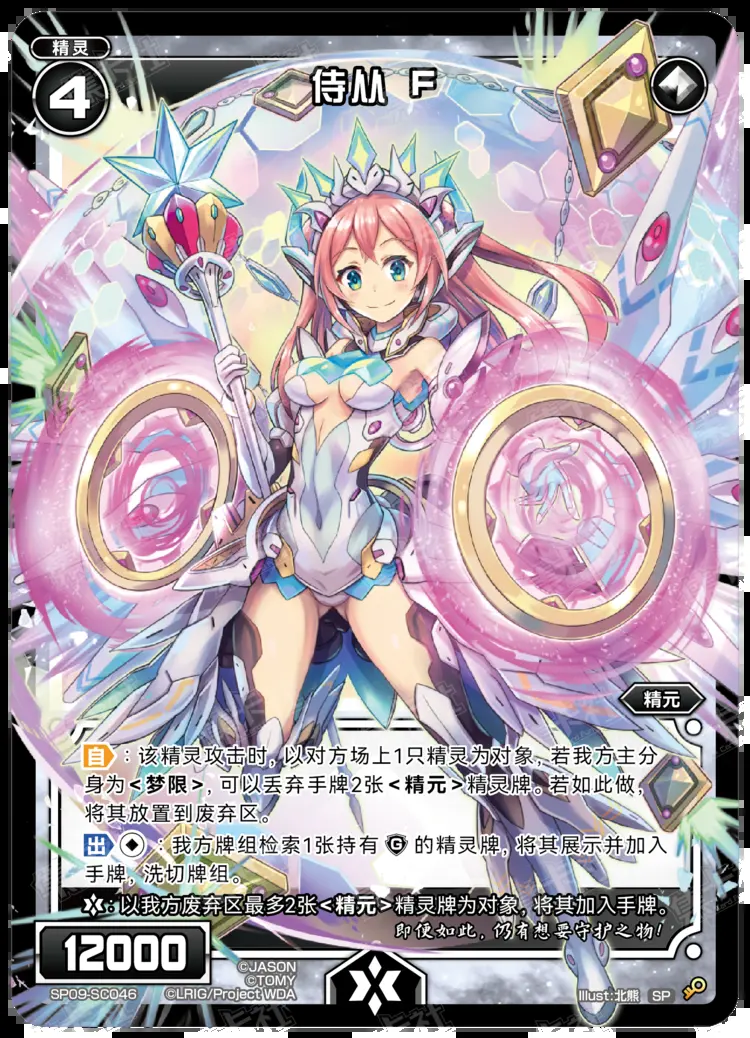 精灵
4
侍从 F
精元
自：该精灵攻击时，以对方场上1只精灵为对象，若我方主分
身为<梦限>，可以丢弃手牌2张<精元>精灵牌。若如此做，
将其放置到废弃区。
出：我方牌组检索1张持有 G 的精灵牌，将其展示并加入
手牌，洗切牌组。
：以我方废弃区最多2张<精元>精灵牌为对象，将其加入手牌。
即便如此，仍有想要守护之物！
12000
©JASON
©TOMY
SP09-SC046 ©LRIG/Project WDA
Illust:北熊 SP